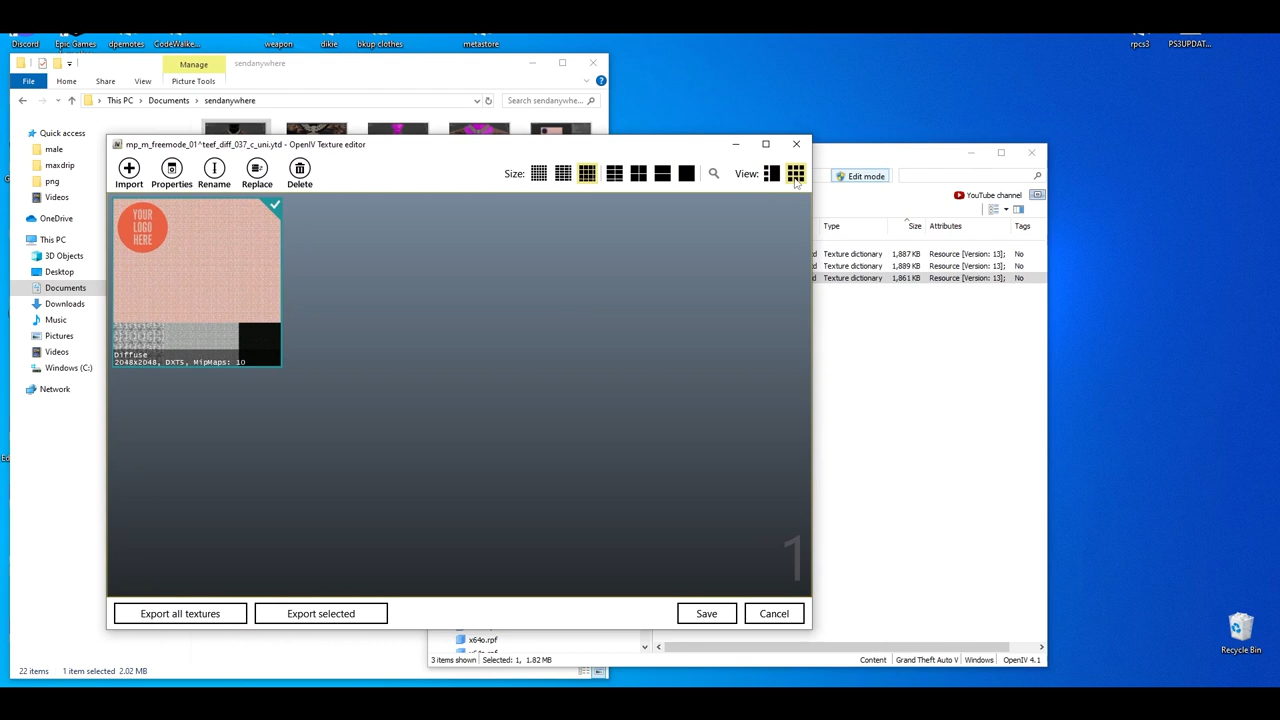 Discord
Epic Games
dpemotes
CodeWalke...
weapon
dikie
bkup clothes
metastore
rpcs3
PS3UPDAT...
Manage
sendanywhere
File
Home
Share
View
Picture Tools
This PC
Documents
sendanywhere
Search sendanywhe...
Quick access
male
maxdrip
png
Videos
OneDrive
This PC
3D Objects
Desktop
Documents
Downloads
Music
Pictures
Videos
Windows (C:)
Network
22 items
1 item selected 2.02 MB
mp_m_freemode_01^teef_diff_037_c_uni.ytd - OpenIV Texture editor
Import
Properties
Rename
Replace
Delete
Size:
View:
YOUR
LOGO
HERE
Diffuse
2048x2048, DXT5, MipMaps: 10
1
Export all textures
Export selected
Save
Cancel
Edit mode
YouTube channel
Type
Size
Attributes
Tags
Texture dictionary
1,887 KB
Resource [Version: 13];
No
Texture dictionary
1,889 KB
Resource [Version: 13];
No
Texture dictionary
1,861 KB
Resource [Version: 13];
No
x64o.rpf
3 items shown
Selected: 1, 1.82 MB
Content
Grand Theft Auto V
Windows
OpenIV 4.1
Recycle Bin